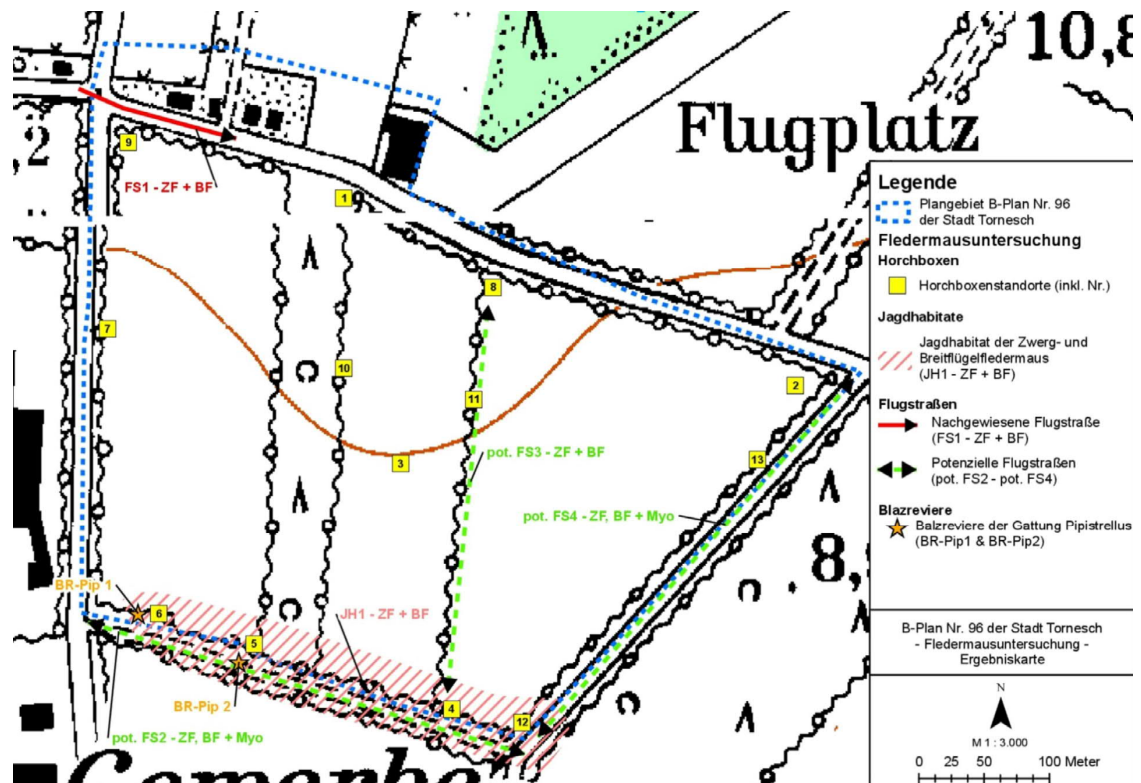 10,8
Flugplatz
,2
9
FS1 - ZF + BF
1
8
7
10
2
11
3
pot. FS3 - ZF + BF
13
pot. FS4 - ZF, BF + Myo
8,
BR-Pip 1
6
JH1 - ZF + BF
5
BR-Pip 2
4
12
pot. FS2 - ZF, BF + Myo
Gewerbe
Legende
Plangebiet B-Plan Nr. 96
der Stadt Tornesch
Fledermausuntersuchung
Horchboxen
Horchboxenstandorte (inkl. Nr.)
Jagdhabitate
Jagdhabitat der Zwerg- und
Breitflügelfledermaus
(JH1 - ZF + BF)
Flugstraßen
Nachgewiesene Flugstraße
(FS1 - ZF + BF)
Potenzielle Flugstraßen
(pot. FS2 - pot. FS4)
Blazreviere
Balzreviere der Gattung Pipistrellus
(BR-Pip1 & BR-Pip2)
B-Plan Nr. 96 der Stadt Tornesch
- Fledermausuntersuchung -
Ergebniskarte
N
M 1 : 3.000
0 25 50 100 Meter